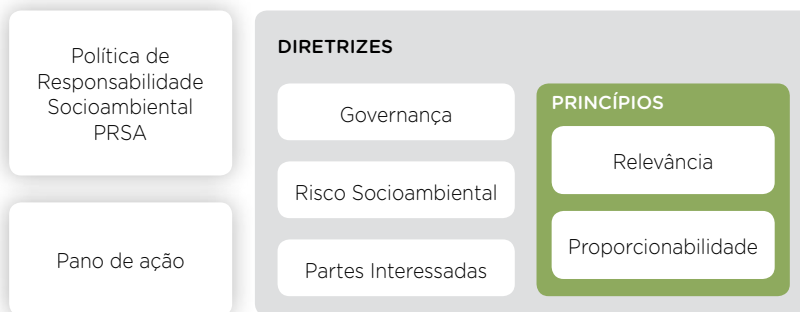 Política de
Responsabilidade
Socioambiental
PRSA
Pano de ação
DIRETRIZES
Governança
Risco Socioambiental
Partes Interessadas
PRINCÍPIOS
Relevância
Proporcionabilidade